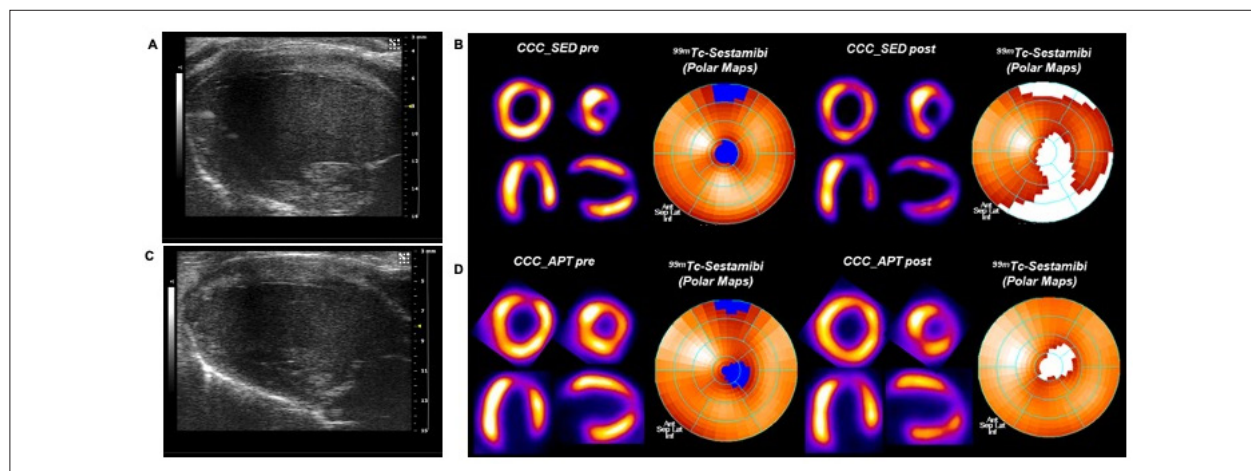 A
3 mm
B
CCC_SED pre
99mTc-Sestamibi
(Polar Maps)
CCC_SED post
99mTc-Sestamibi
(Polar Maps)
Ant
Sep Lat
Inf
Ant
Sep Lat
Inf
C
D
CCC_APT pre
99mTc-Sestamibi
(Polar Maps)
CCC_APT post
99mTc-Sestamibi
(Polar Maps)
Ant
Sep Lat
Inf
Ant
Sep Lat
Inf